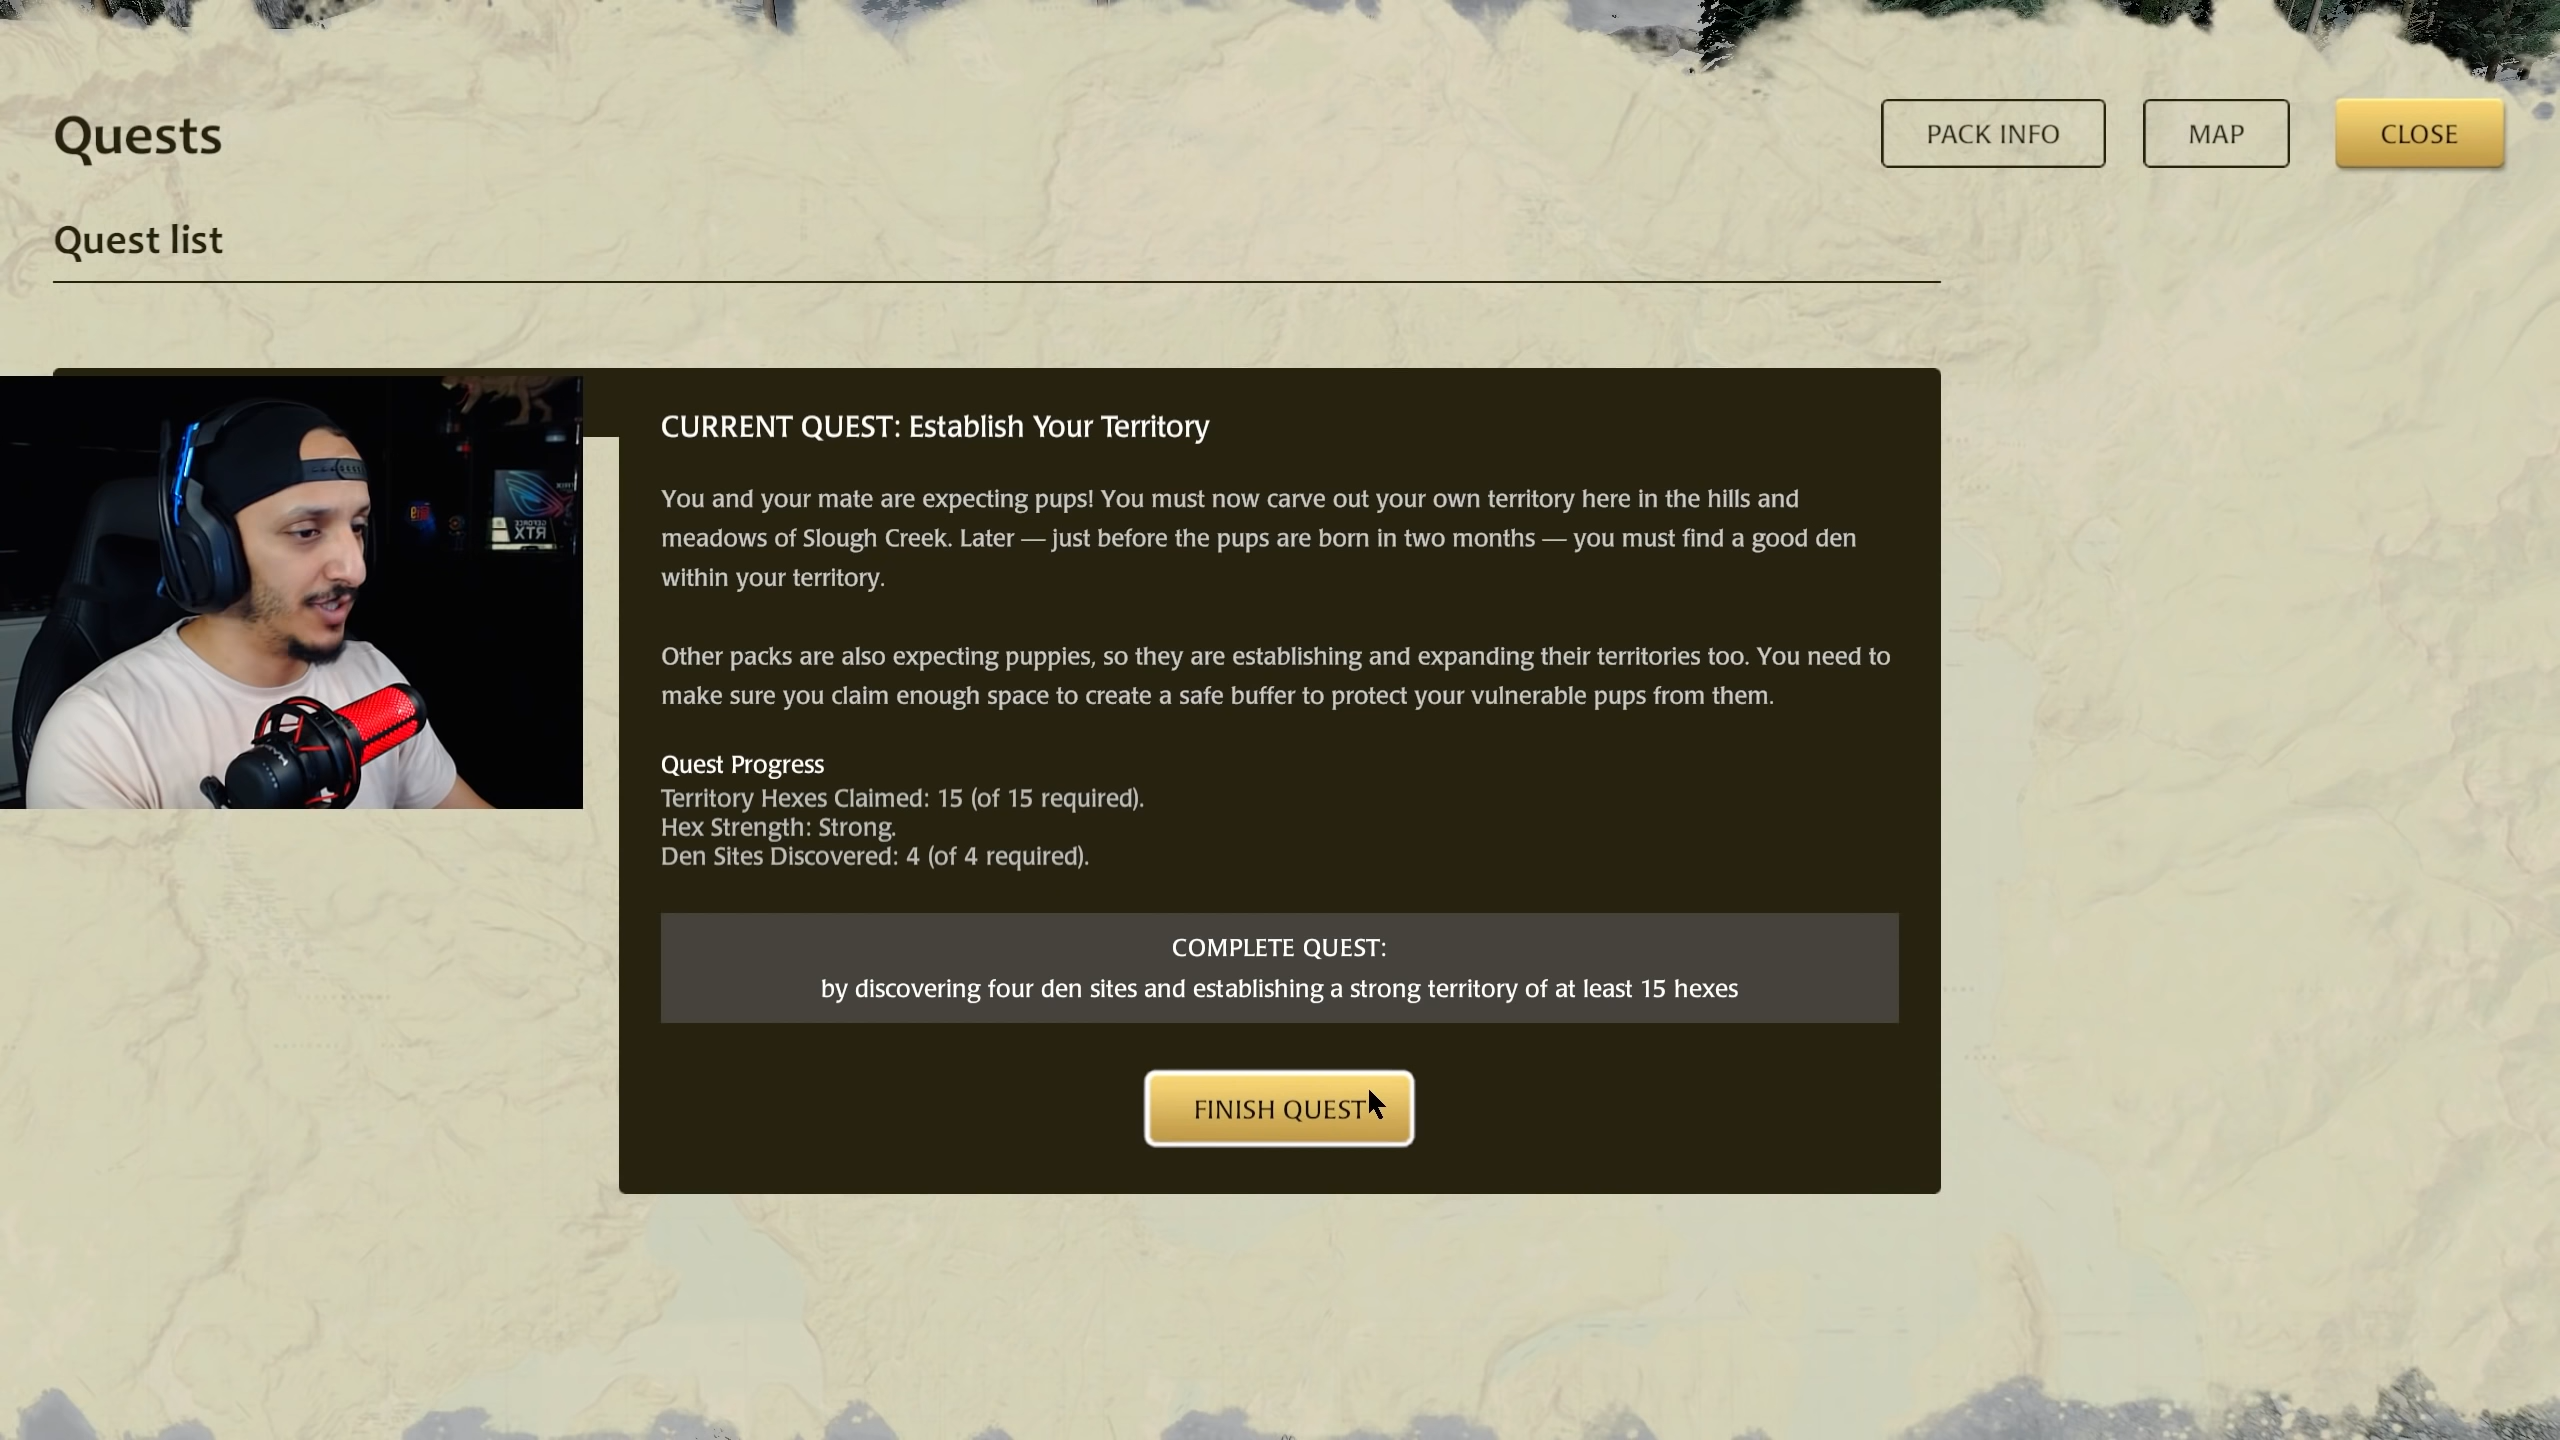 Quests
PACK INFO
MAP
CLOSE
Quest list
CURRENT QUEST: Establish Your Territory
You and your mate are expecting pups! You must now carve out your own territory here in the hills and
meadows of Slough Creek. Later — just before the pups are born in two months — you must find a good den
within your territory.
Other packs are also expecting puppies, so they are establishing and expanding their territories too. You need to
make sure you claim enough space to create a safe buffer to protect your vulnerable pups from them.
Quest Progress
Territory Hexes Claimed: 15 (of 15 required).
Hex Strength: Strong.
Den Sites Discovered: 4 (of 4 required).
COMPLETE QUEST:
by discovering four den sites and establishing a strong territory of at least 15 hexes
FINISH QUEST
GEFORCE
RTX